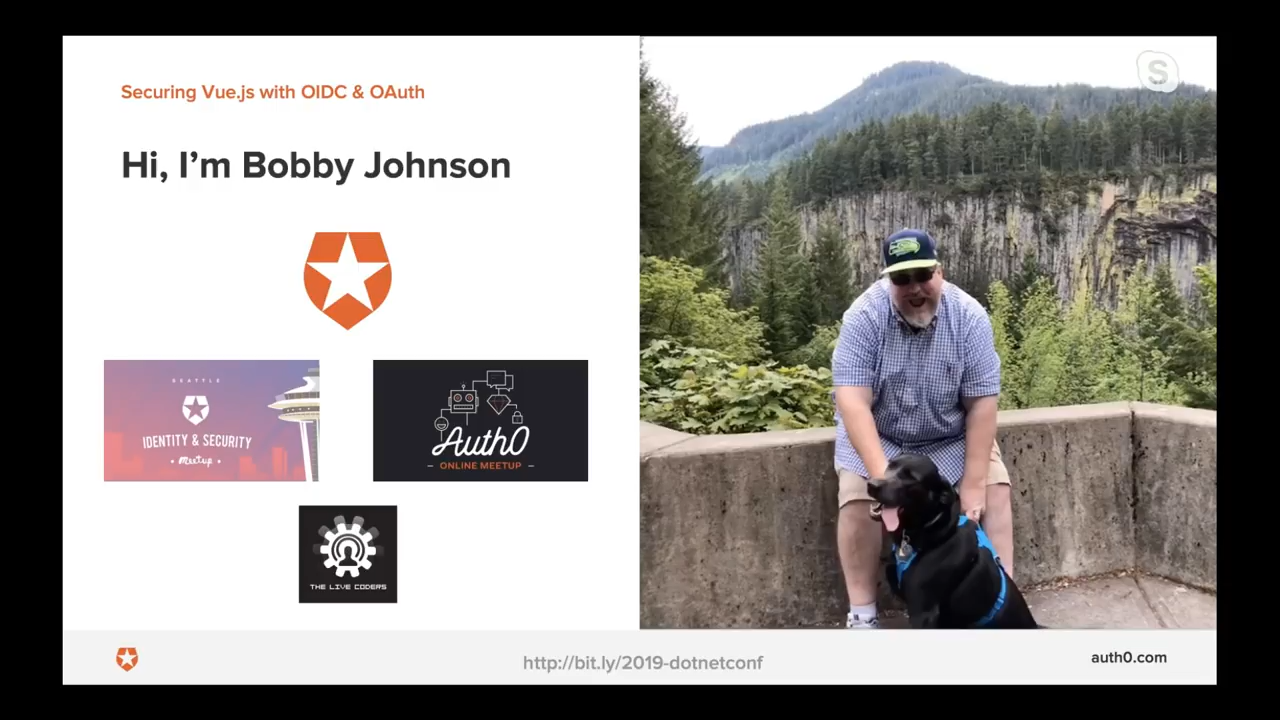 Securing Vue.js with OIDC & OAuth
Hi, I'm Bobby Johnson
SEATTLE
IDENTITY & SECURITY
meetup
Auth0
ONLINE MEETUP
THE LIVE CODERS
S
http://bit.ly/2019-dotnetconf
auth0.com